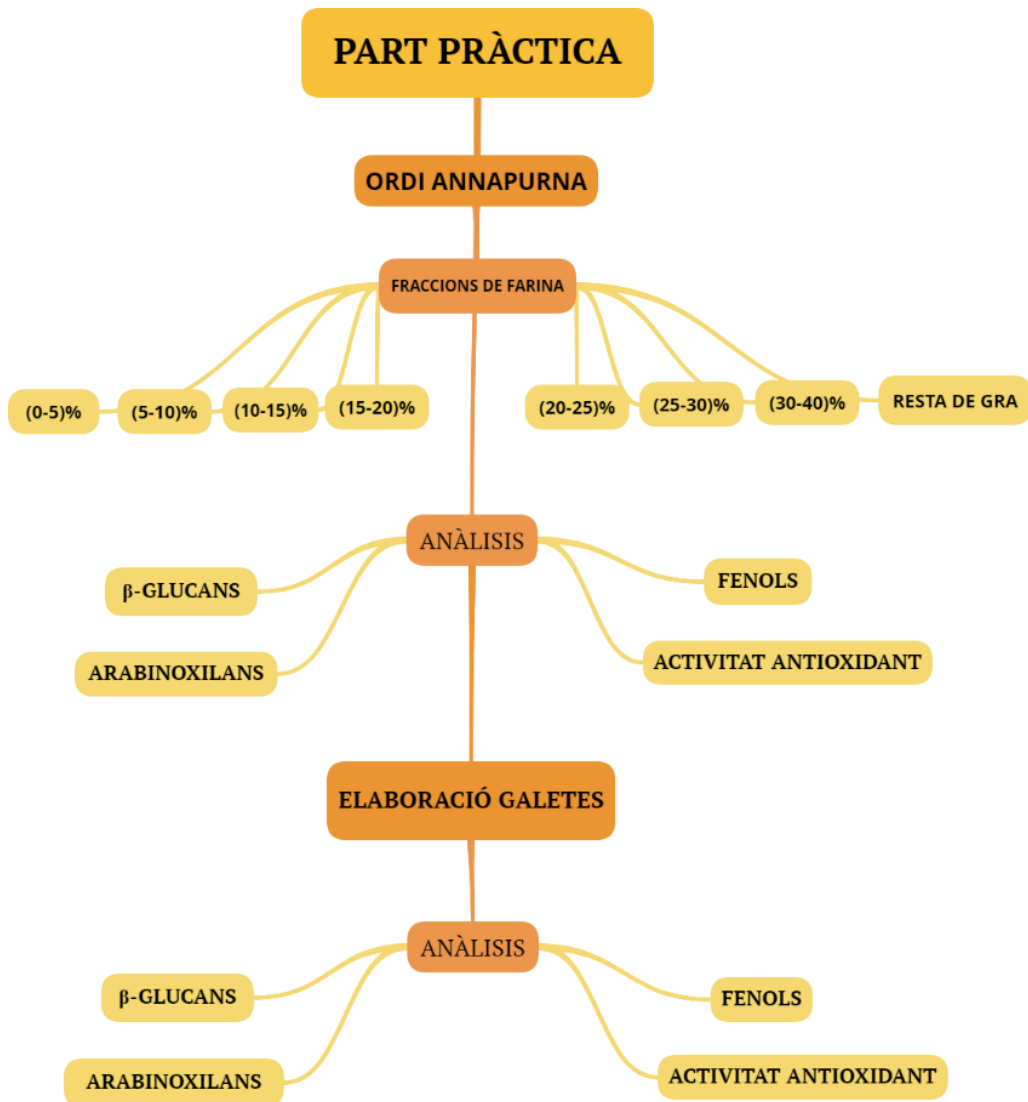 PART PRÀCTICA
ORDI ANNAPURNA
FRACCIONS DE FARINA
(0-5)%
(5-10)%
(10-15)%
(15-20)%
(20-25)%
(25-30)%
(30-40)%
RESTA DE GRA
ANÀLISIS
β-GLUCANS
FENOLS
ARABINOXILANS
ACTIVITAT ANTIOXIDANT
ELABORACIÓ GALETES
ANÀLISIS
β-GLUCANS
FENOLS
ARABINOXILANS
ACTIVITAT ANTIOXIDANT